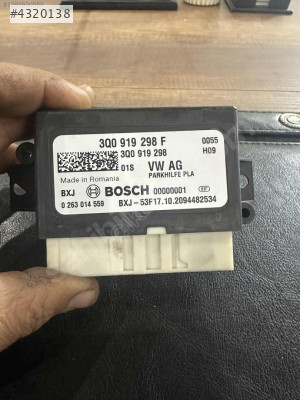 #4320138
3Q0 919 298 F 0055
3Q0 919 298 H09
01S VW AG
PARKHILFE PLA
Made in Romania
BXJ BOSCH 00000001
0 263 014 559 BXJ-53F17.10.2094482534